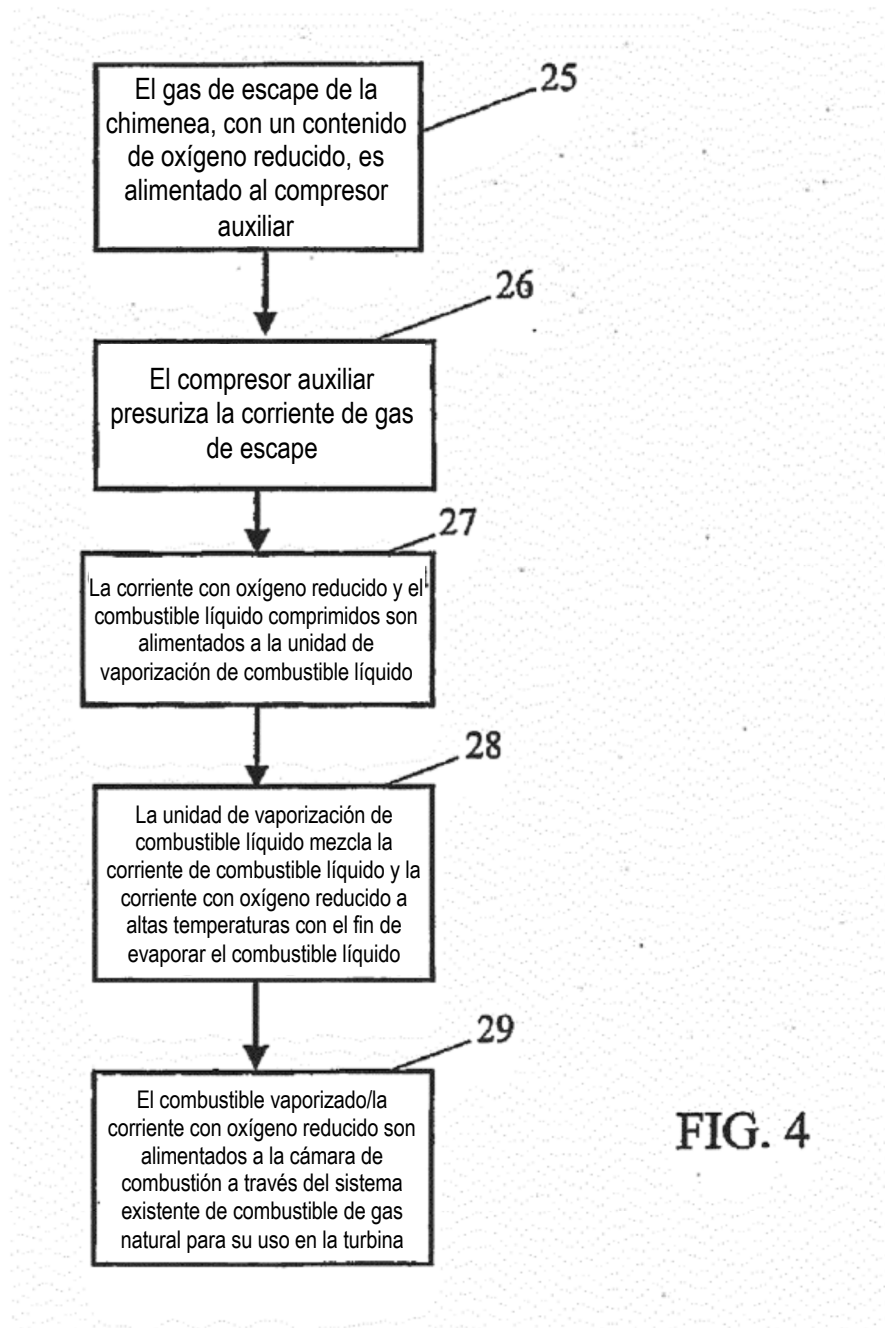 25
El gas de escape de la
chimenea, con un contenido
de oxígeno reducido, es
alimentado al compresor
auxiliar
26
El compresor auxiliar
presuriza la corriente de gas
de escape
27
La corriente con oxígeno reducido y el
combustible líquido comprimidos son
alimentados a la unidad de
vaporización de combustible líquido
28
La unidad de vaporización de
combustible líquido mezcla la
corriente de combustible líquido y la
corriente con oxígeno reducido a
altas temperaturas con el fin de
evaporar el combustible líquido
29
El combustible vaporizado/la
corriente con oxígeno reducido son
alimentados a la cámara de
combustión a través del sistema
existente de combustible de gas
natural para su uso en la turbina
FIG. 4